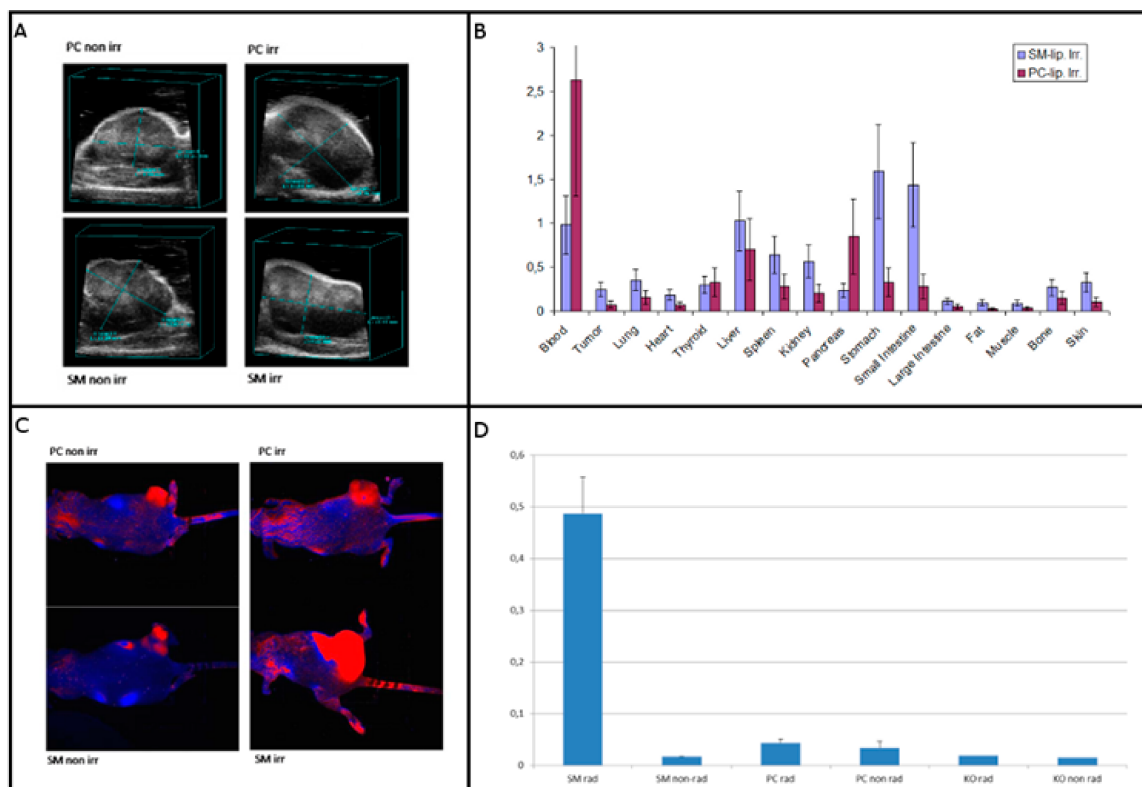 A
PC non irr
PC irr
SM non irr
SM irr
B
3
2,5
2
1,5
1
0,5
0
SM-lip. Irr.
PC-lip. Irr.
Blood
Tumor
Lung
Heart
Thyroid
Liver
Spleen
Kidney
Pancreas
Stomach
Small Intestine
Large Intestine
Fat
Muscle
Bone
Skin
C
PC non irr
PC irr
SM non irr
SM irr
D
0,6
0,5
0,4
0,3
0,2
0,1
0
SM rad
SM non-rad
PC rad
PC non rad
KO rad
KO non rad